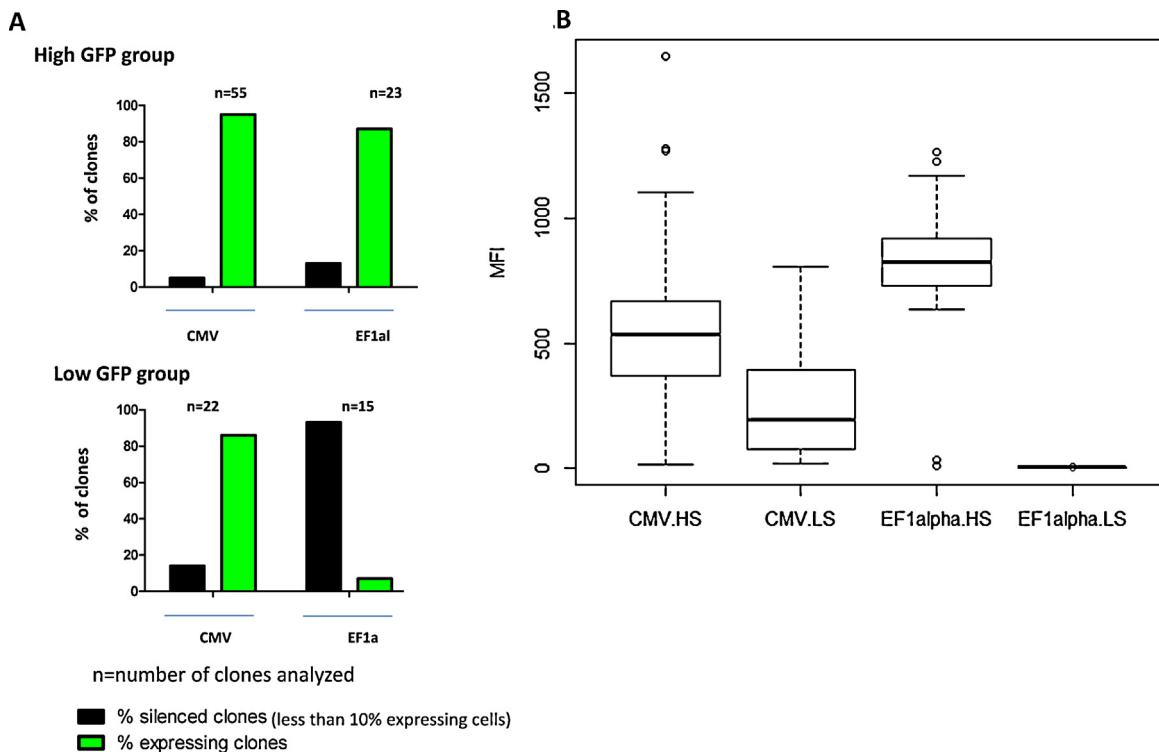 A
High GFP group
n=55
n=23
100
80
60
40
20
0
% of clones
CMV
EF1al
Low GFP group
n=22
n=15
100
80
60
40
20
0
% of clones
CMV
EF1a
n=number of clones analyzed
% silenced clones (less than 10% expressing cells)
% expressing clones
.B
1500
1000
500
0
MFI
CMV.HS
CMV.LS
EF1alpha.HS
EF1alpha.LS